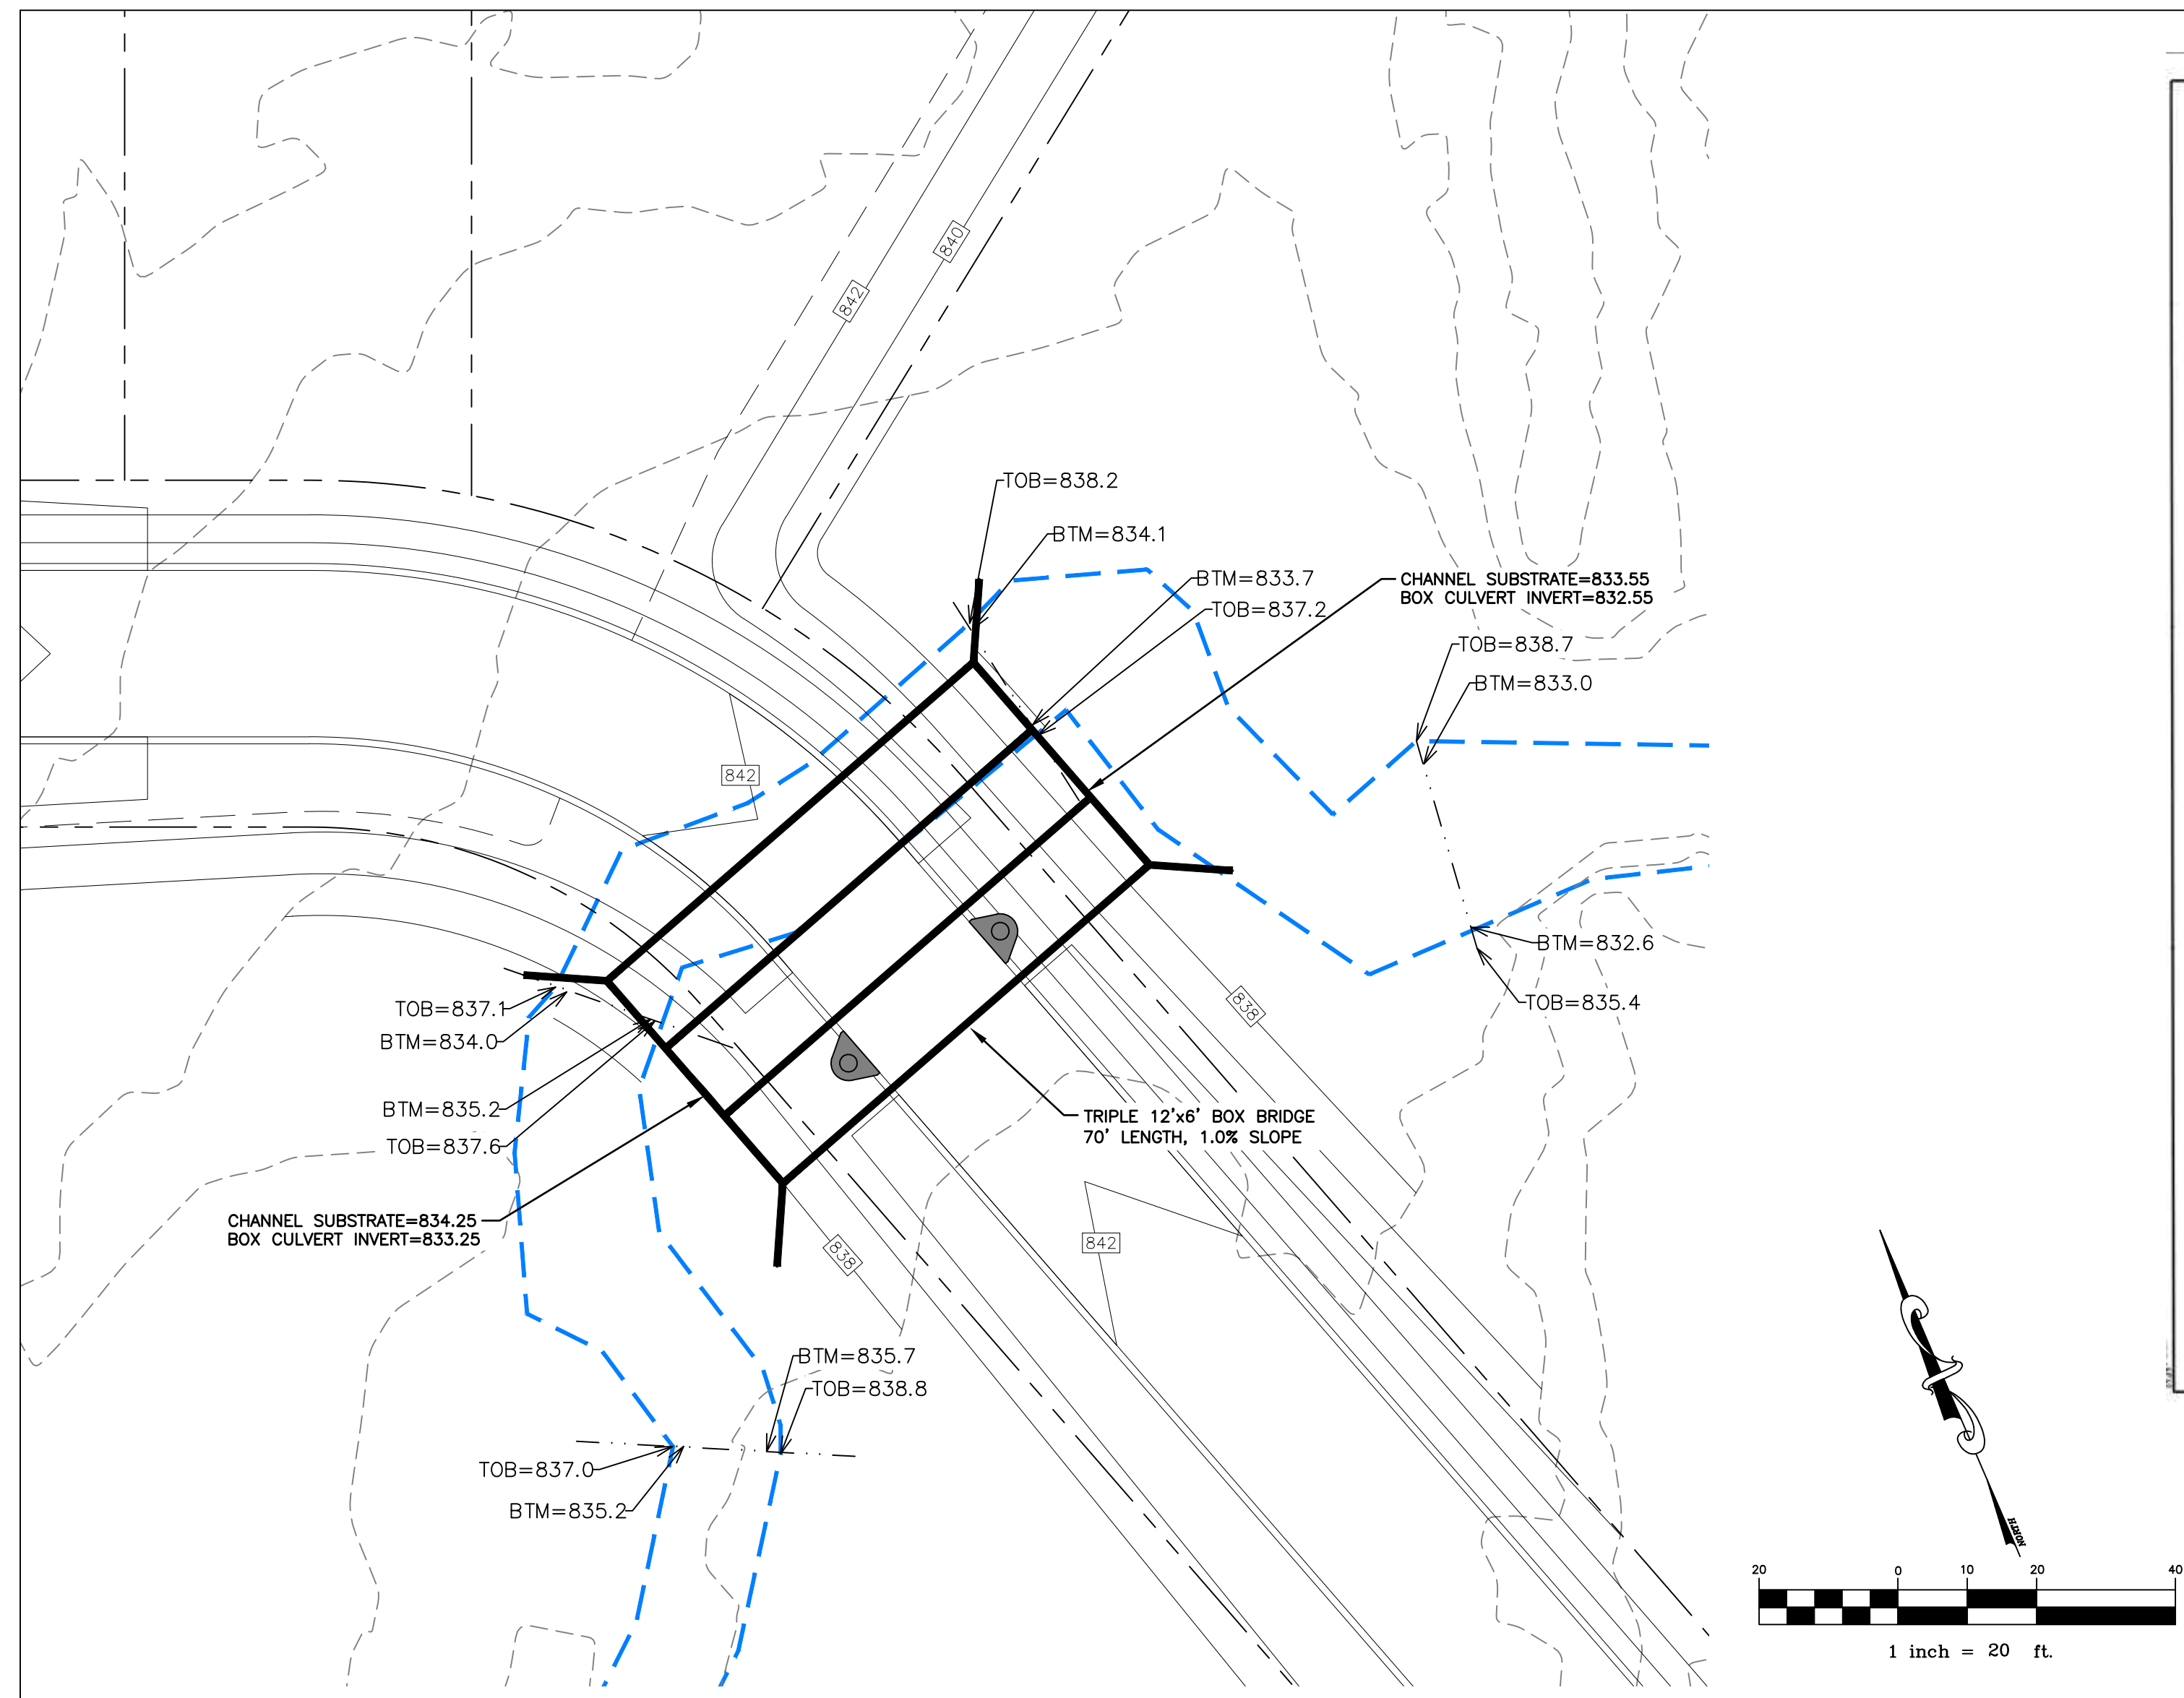 840
842
TOB=838.2
BTM=834.1
BTM=833.7
TOB=837.2
CHANNEL SUBSTRATE=833.55
BOX CULVERT INVERT=832.55
TOB=838.7
BTM=833.0
842
BTM=832.6
TOB=835.4
TOB=837.1
BTM=834.0
838
BTM=835.2
TOB=837.6
TRIPLE 12'x6' BOX BRIDGE
70' LENGTH, 1.0% SLOPE
CHANNEL SUBSTRATE=834.25
BOX CULVERT INVERT=833.25
838
842
BTM=835.7
TOB=838.8
TOB=837.0
BTM=835.2
NORTH
20 0 10 20 40
1 inch = 20 ft.